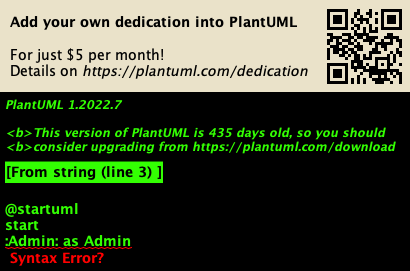 Add your own dedication into PlantUML
For just $5 per month!
Details on https://plantuml.com/dedication
PlantUML 1.2022.7
<b>This version of PlantUML is 435 days old, so you should
<b>consider upgrading from https://plantuml.com/download
[From string (line 3) ]
@startuml
start
:Admin: as Admin
Syntax Error?